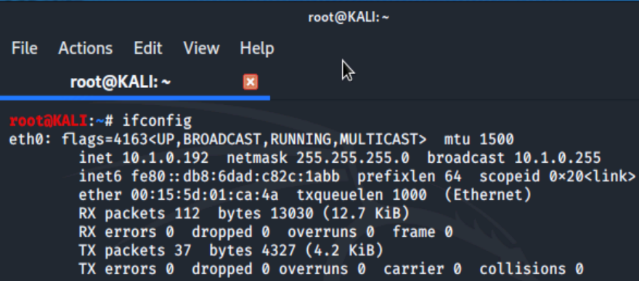 root@KALI: ~
File Actions Edit View Help
root@KALI: ~
root@KALI:~# ifconfig
eth0: flags=4163<UP,BROADCAST,RUNNING,MULTICAST>  mtu 1500
        inet 10.1.0.192  netmask 255.255.255.0  broadcast 10.1.0.255
        inet6 fe80::db8:6dad:c82c:1abb  prefixlen 64  scopeid 0×20<link>
        ether 00:15:5d:01:ca:4a  txqueuelen 1000  (Ethernet)
        RX packets 112  bytes 13030 (12.7 KiB)
        RX errors 0  dropped 0  overruns 0  frame 0
        TX packets 37  bytes 4327 (4.2 KiB)
        TX errors 0  dropped 0 overruns 0  carrier 0  collisions 0